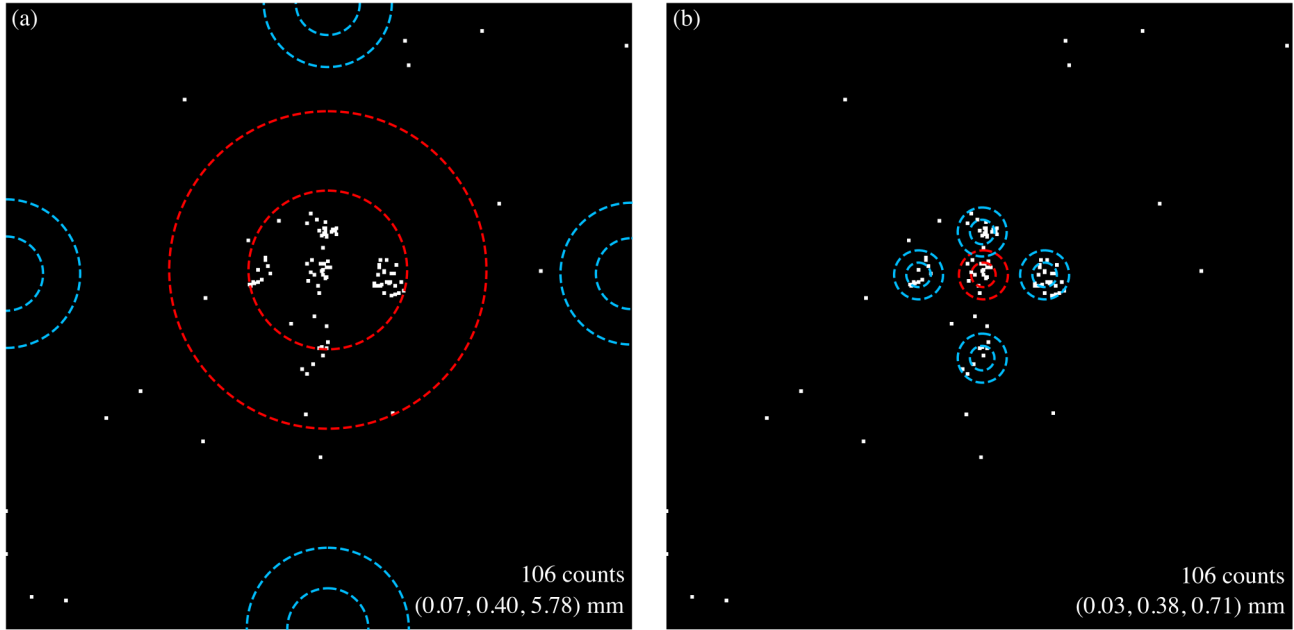 (a)
106 counts
(0.07, 0.40, 5.78) mm
(b)
106 counts
(0.03, 0.38, 0.71) mm